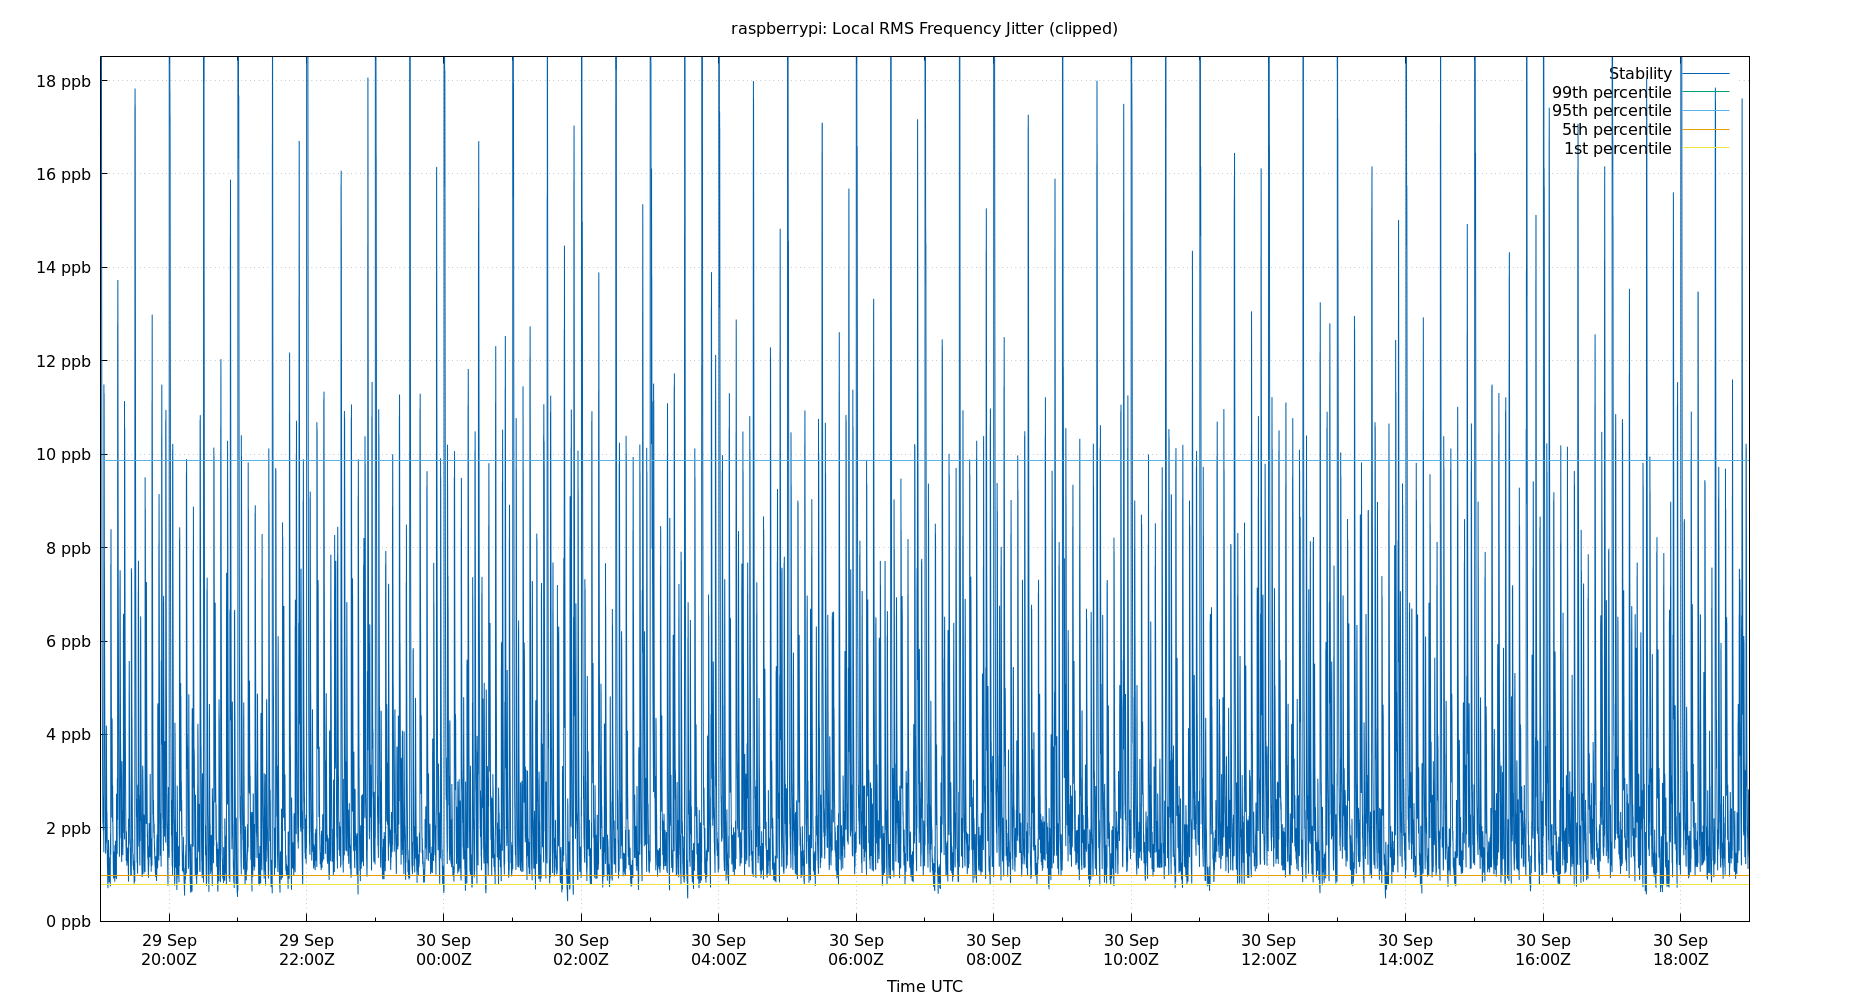 raspberrypi: Local RMS Frequency Jitter (clipped)
18 ppb
16 ppb
14 ppb
12 ppb
10 ppb
8 ppb
6 ppb
4 ppb
2 ppb
0 ppb
Stability
99th percentile
95th percentile
5th percentile
1st percentile
29 Sep 29 Sep 30 Sep 30 Sep 30 Sep 30 Sep 30 Sep 30 Sep 30 Sep 30 Sep 30 Sep 30 Sep
20:00Z 22:00Z 00:00Z 02:00Z 04:00Z 06:00Z 08:00Z 10:00Z 12:00Z 14:00Z 16:00Z 18:00Z
Time UTC